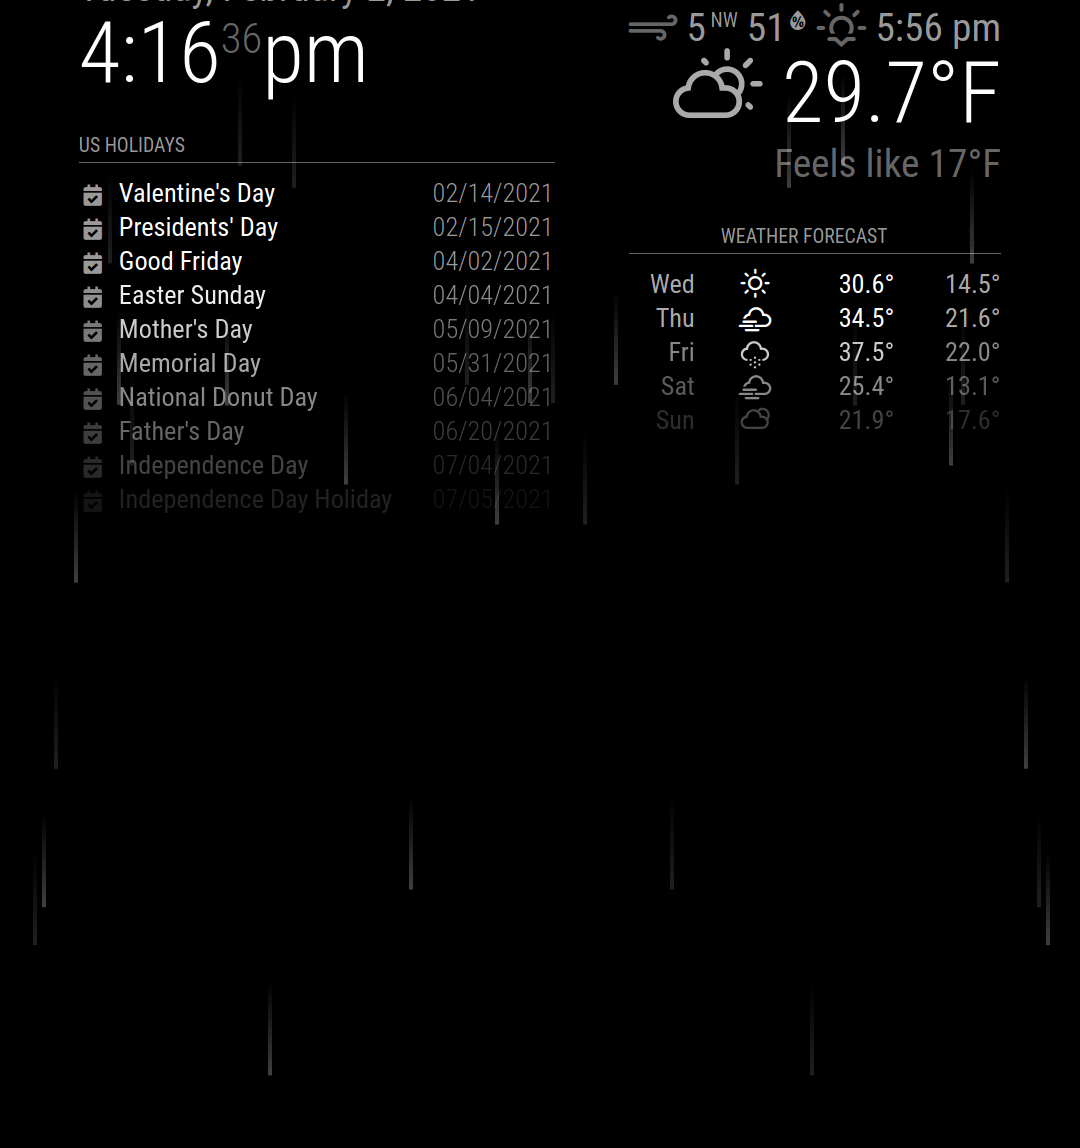 Tuesday, February 2, 2021
4:16 36 pm
US HOLIDAYS
Valentine's Day 02/14/2021
Presidents' Day 02/15/2021
Good Friday 04/02/2021
Easter Sunday 04/04/2021
Mother's Day 05/09/2021
Memorial Day 05/31/2021
National Donut Day 06/04/2021
Father's Day 06/20/2021
Independence Day 07/04/2021
Independence Day Holiday 07/05/2021
5 NW 51 % 5:56 pm
29.7°F
Feels like 17°F
WEATHER FORECAST
Wed 30.6° 14.5°
Thu 34.5° 21.6°
Fri 37.5° 22.0°
Sat 25.4° 13.1°
Sun 21.9° 17.6°